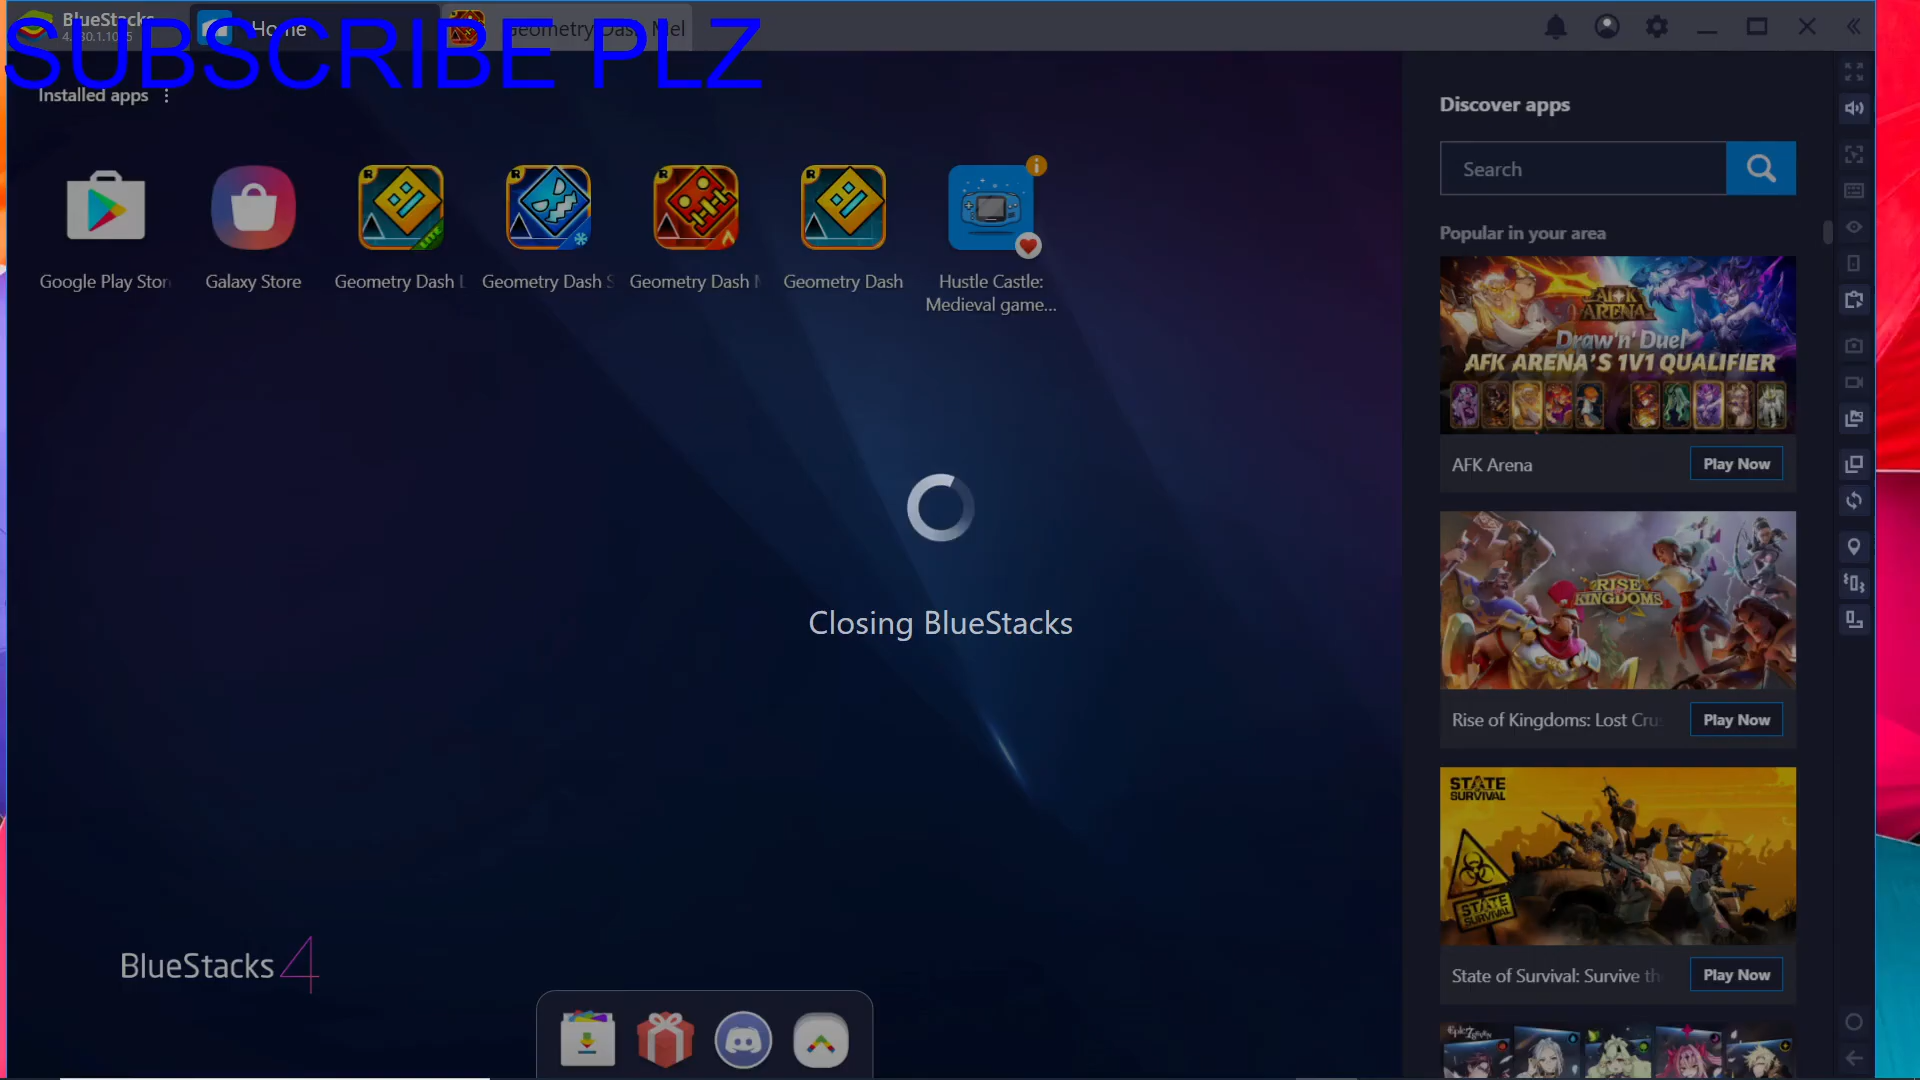 BlueStacks
Home
SUBSCRIBE PLZ
Installed apps
Google Play Stor
Galaxy Store
Geometry Dash L
Geometry Dash S
Geometry Dash M
Geometry Dash
Hustle Castle:
Medieval game...
Closing BlueStacks
BlueStacks 4
Discover apps
Search
Popular in your area
AFK
ARENA
Draw'n' Duel
AFK ARENA'S 1V1 QUALIFIER
AFK Arena
Play Now
RISE
KINGDOMS
Rise of Kingdoms: Lost Cru
Play Now
STATE
SURVIVAL
STATE
SURVIVAL
State of Survival: Survive th
Play Now